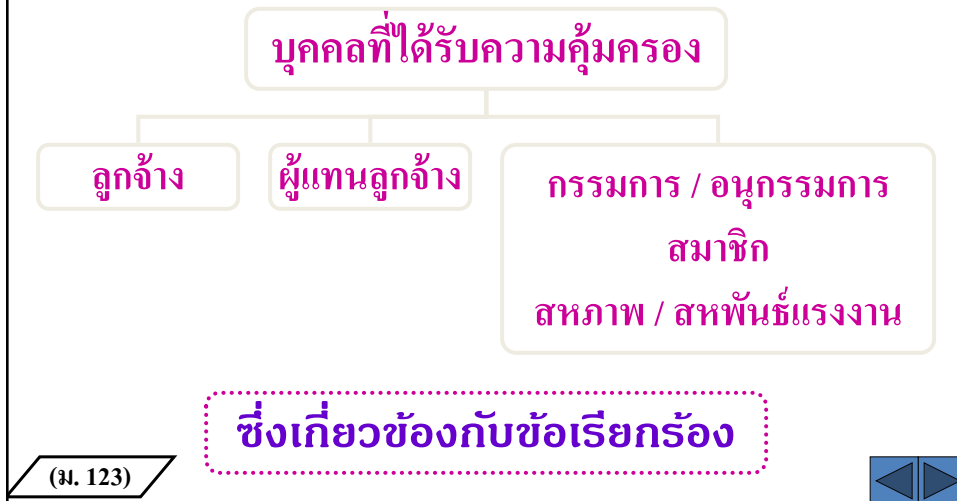 บุคคลที่ได้รับความคุ้มครอง
ลูกจ้าง
ผู้แทนลูกจ้าง
กรรมการ / อนุกรรมการ
สมาชิก
สหภาพ / สหพันธ์แรงงาน
ซึ่งเกี่ยวข้องกับข้อเรียกร้อง
(ม. 123)